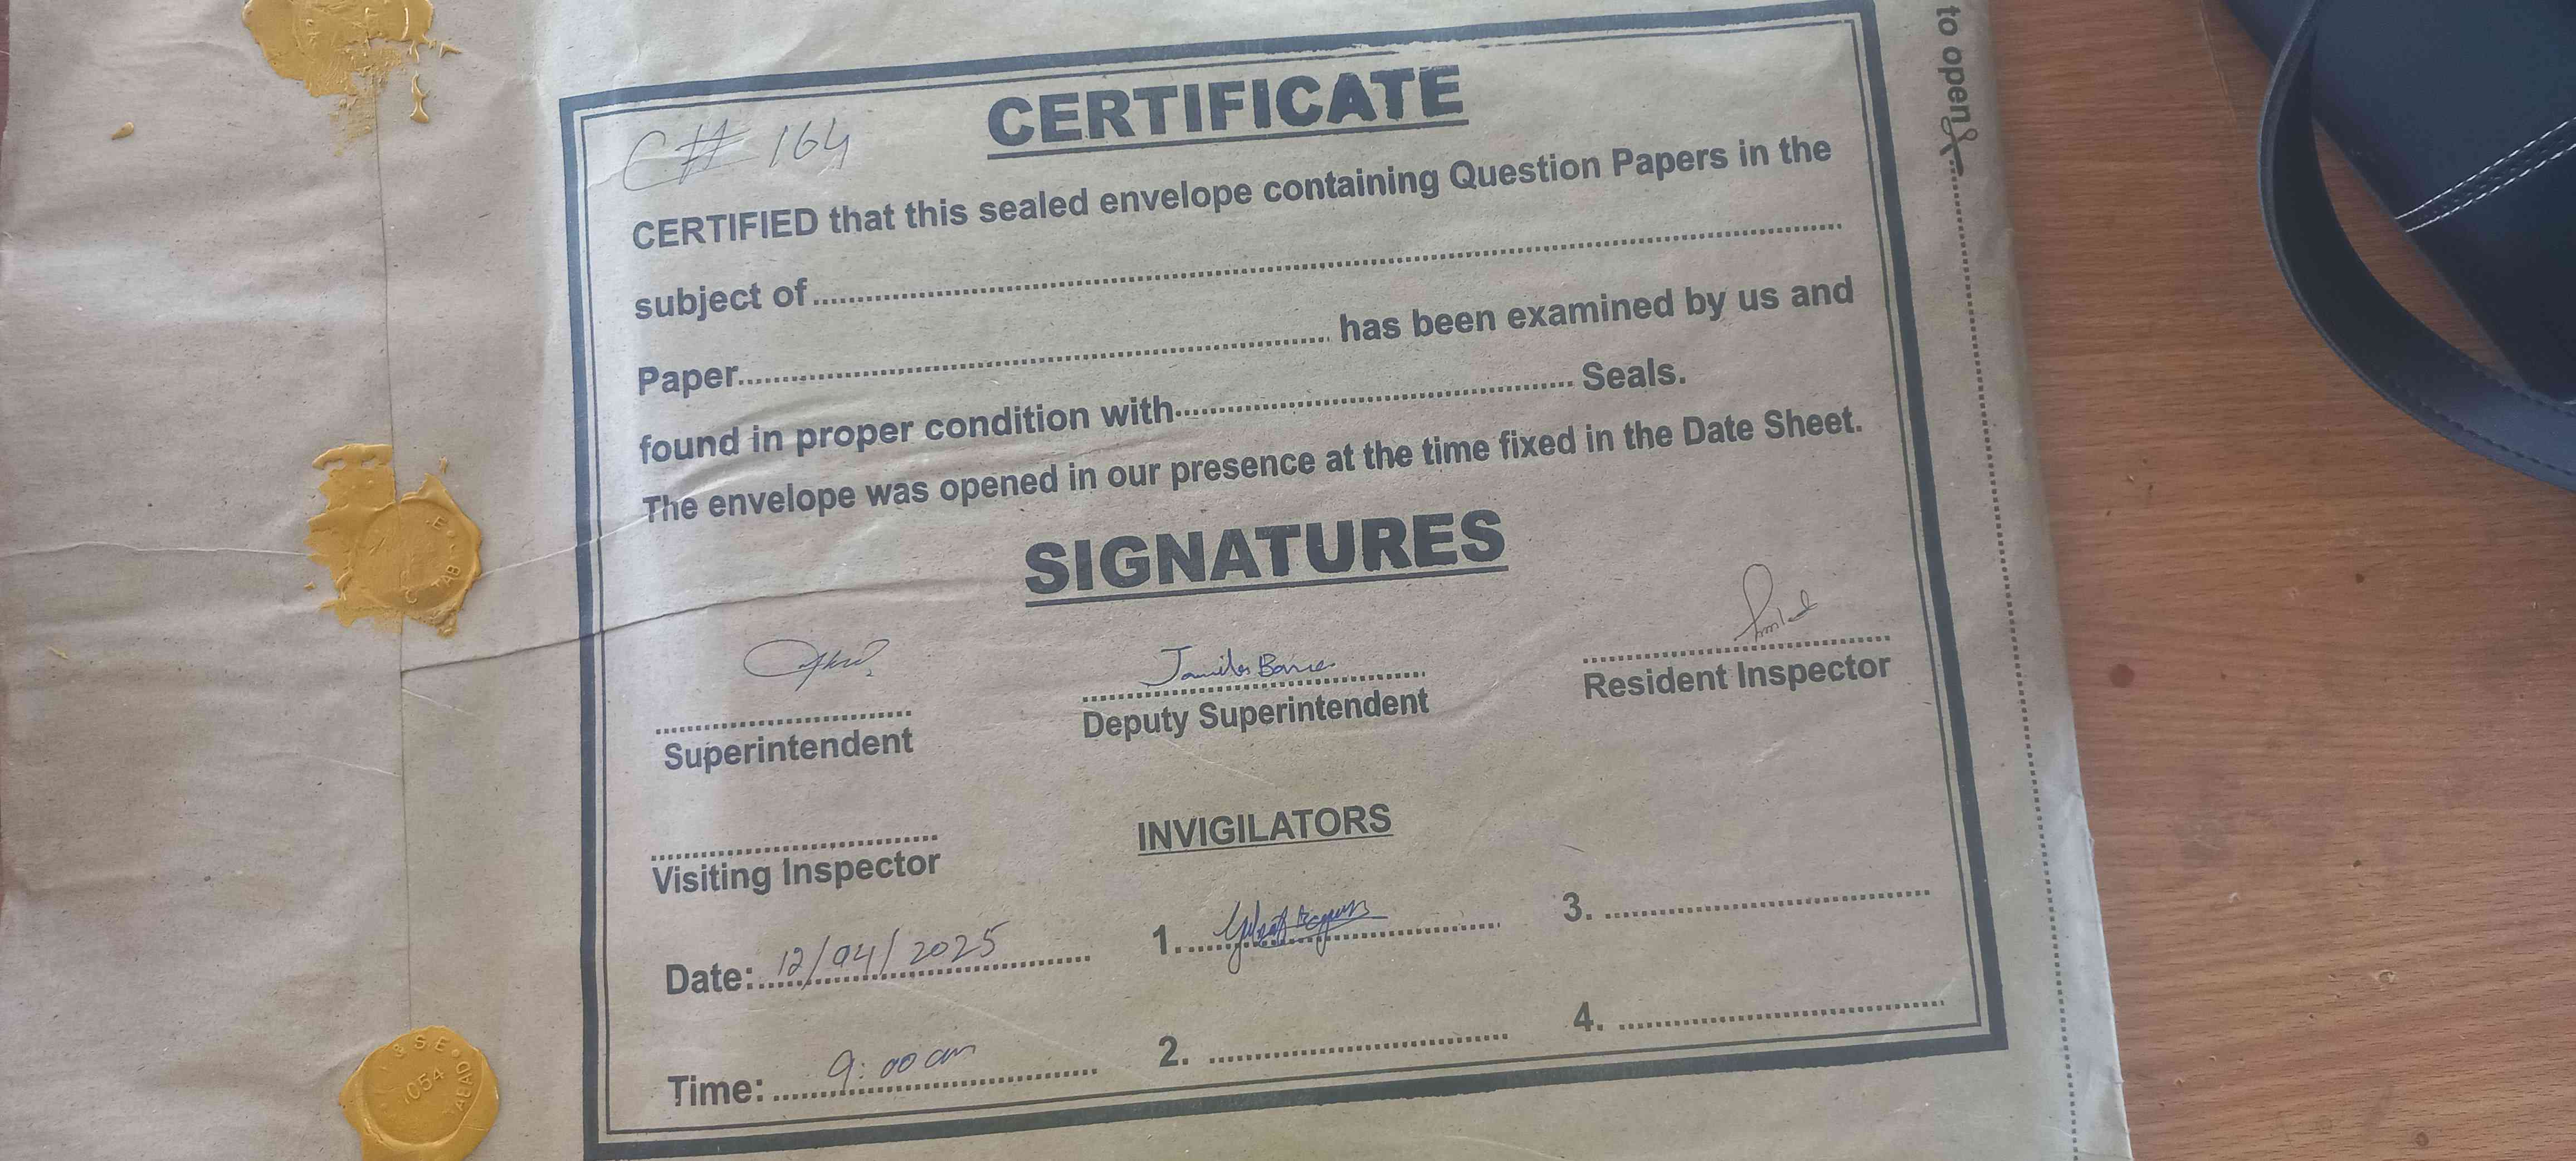 CERTIFICATE
C# 164
CERTIFIED that this sealed envelope containing Question Papers in the
subject of
Paper has been examined by us and
found in proper condition with Seals.
The envelope was opened in our presence at the time fixed in the Date Sheet.
SIGNATURES
Superintendent
Deputy Superintendent
Resident Inspector
Visiting Inspector
INVIGILATORS
Date: 12/04/2025
1.
3.
Time: 9:00 am
2.
4.
to open
& S E
1054
ABAD